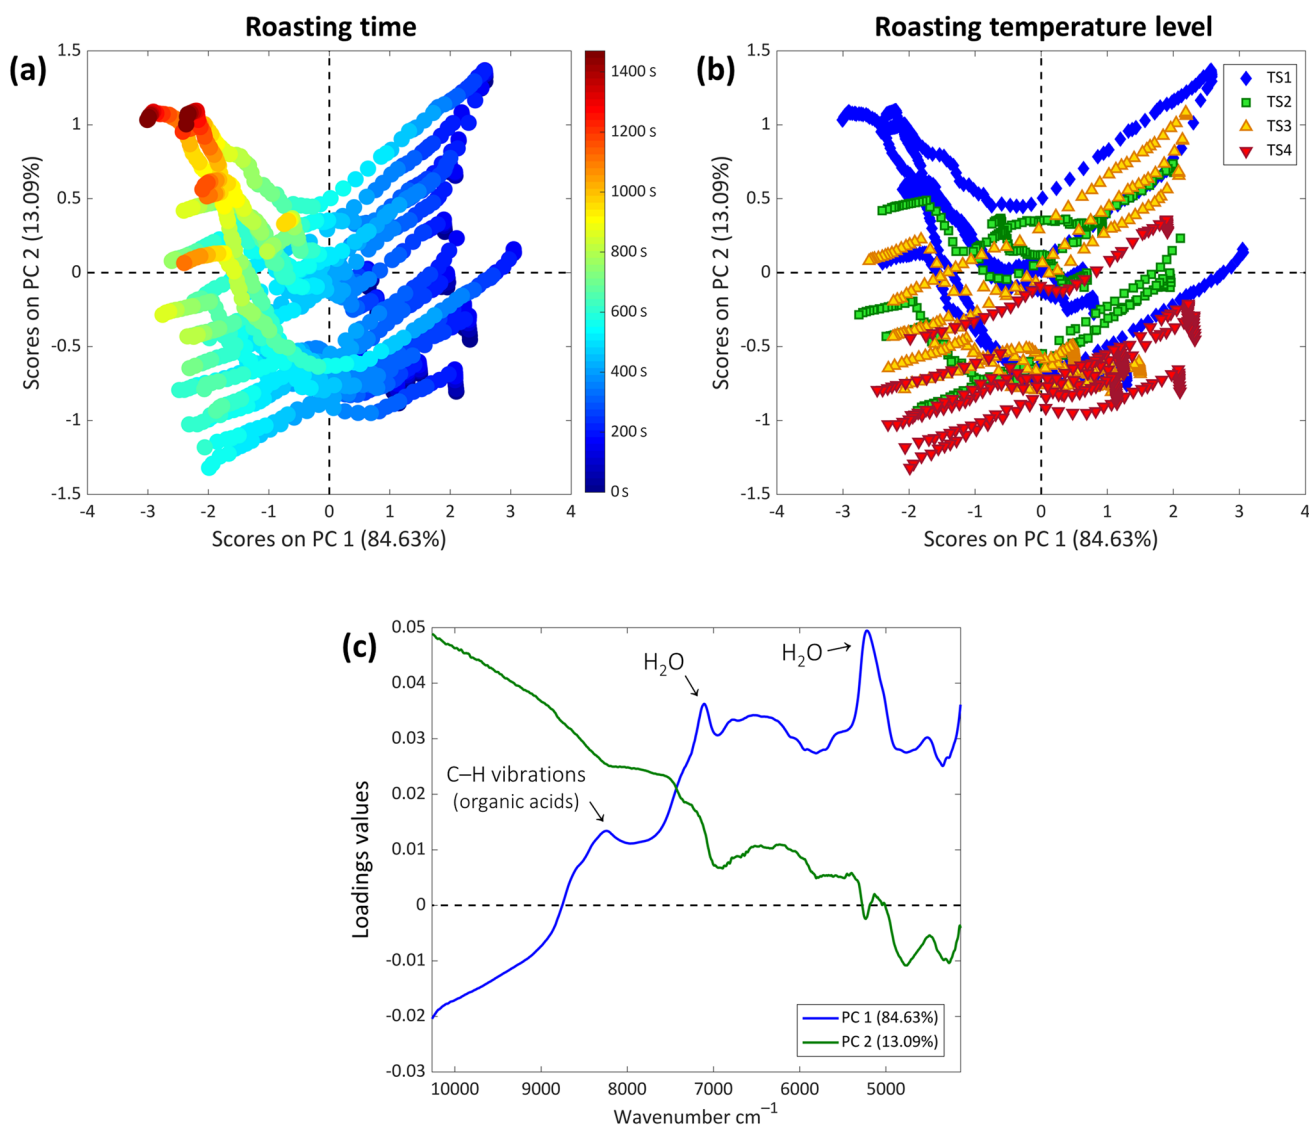 Roasting time
(a)
1.5
1
0.5
0
-0.5
-1
-1.5
Scores on PC 2 (13.09%)
-4 -3 -2 -1 0 1 2 3 4
Scores on PC 1 (84.63%)
1400 s
1200 s
1000 s
800 s
600 s
400 s
200 s
0 s
Roasting temperature level
(b)
1.5
1
0.5
0
-0.5
-1
-1.5
Scores on PC 2 (13.09%)
-4 -3 -2 -1 0 1 2 3 4
Scores on PC 1 (84.63%)
TS1
TS2
TS3
TS4
(c)
0.05
0.04
0.03
0.02
0.01
0
-0.01
-0.02
-0.03
Loadings values
H₂O
H₂O
C–H vibrations
(organic acids)
PC 1 (84.63%)
PC 2 (13.09%)
10000 9000 8000 7000 6000 5000
Wavenumber cm⁻¹